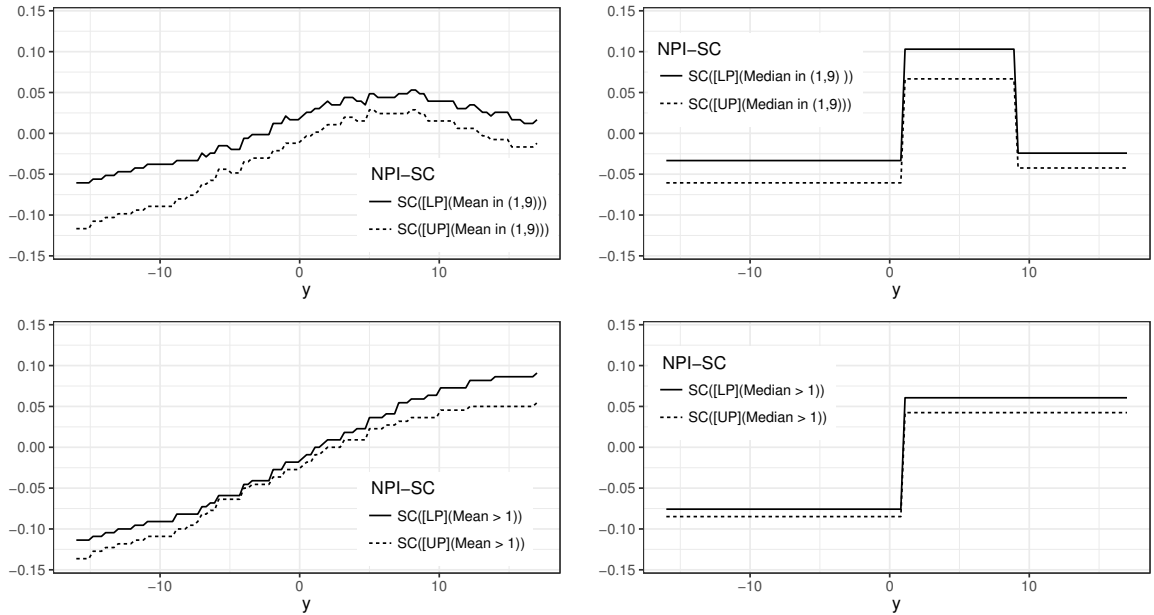 0.15
0.10
0.05
0.00
−0.05
−0.10
−0.15
NPI−SC
SC([LP](Mean in (1,9)))
SC([UP](Mean in (1,9)))
−10
0
10
y
0.15
0.10
0.05
0.00
−0.05
−0.10
−0.15
NPI−SC
SC([LP](Median in (1,9) ))
SC([UP](Median in (1,9)))
−10
0
10
y
0.15
0.10
0.05
0.00
−0.05
−0.10
−0.15
NPI−SC
SC([LP](Mean > 1))
SC([UP](Mean > 1))
−10
0
10
y
0.15
0.10
0.05
0.00
−0.05
−0.10
−0.15
NPI−SC
SC([LP](Median > 1))
SC([UP](Median > 1))
−10
0
10
y